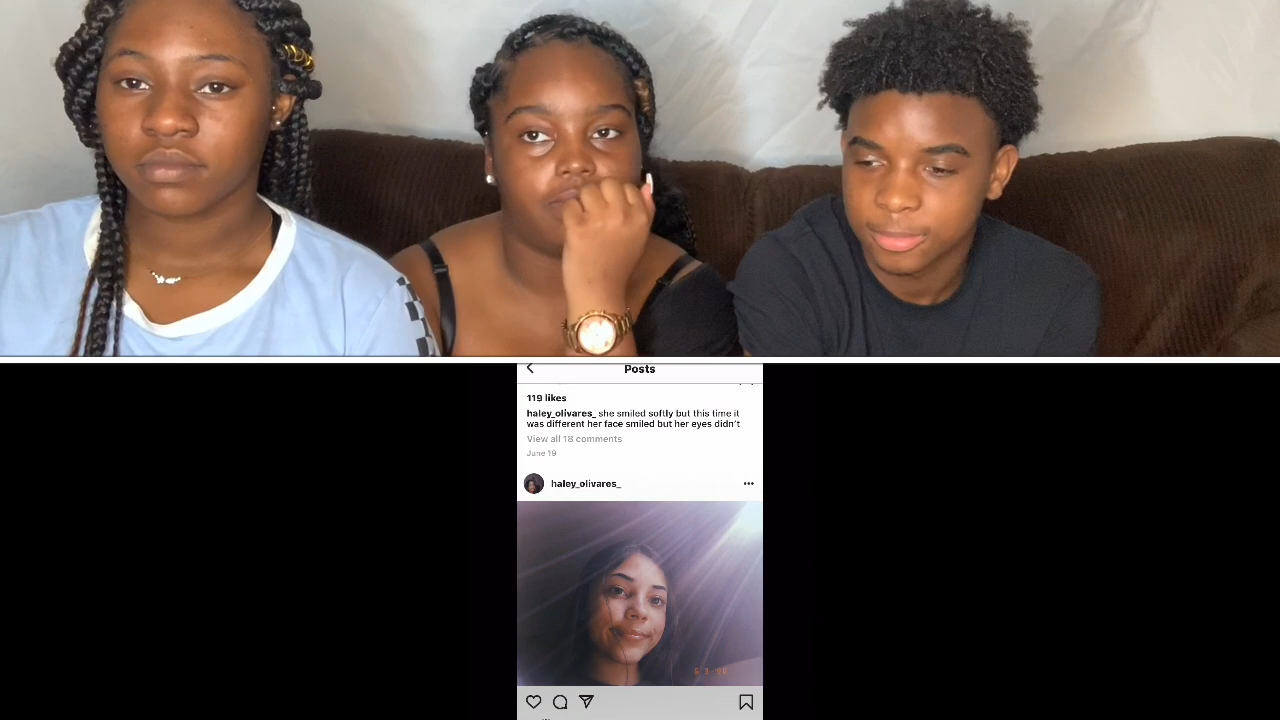 Posts
119 likes
haley_olivares_ she smiled softly but this time it
was different her face smiled but her eyes didn't
View all 18 comments
June 19
haley_olivares_